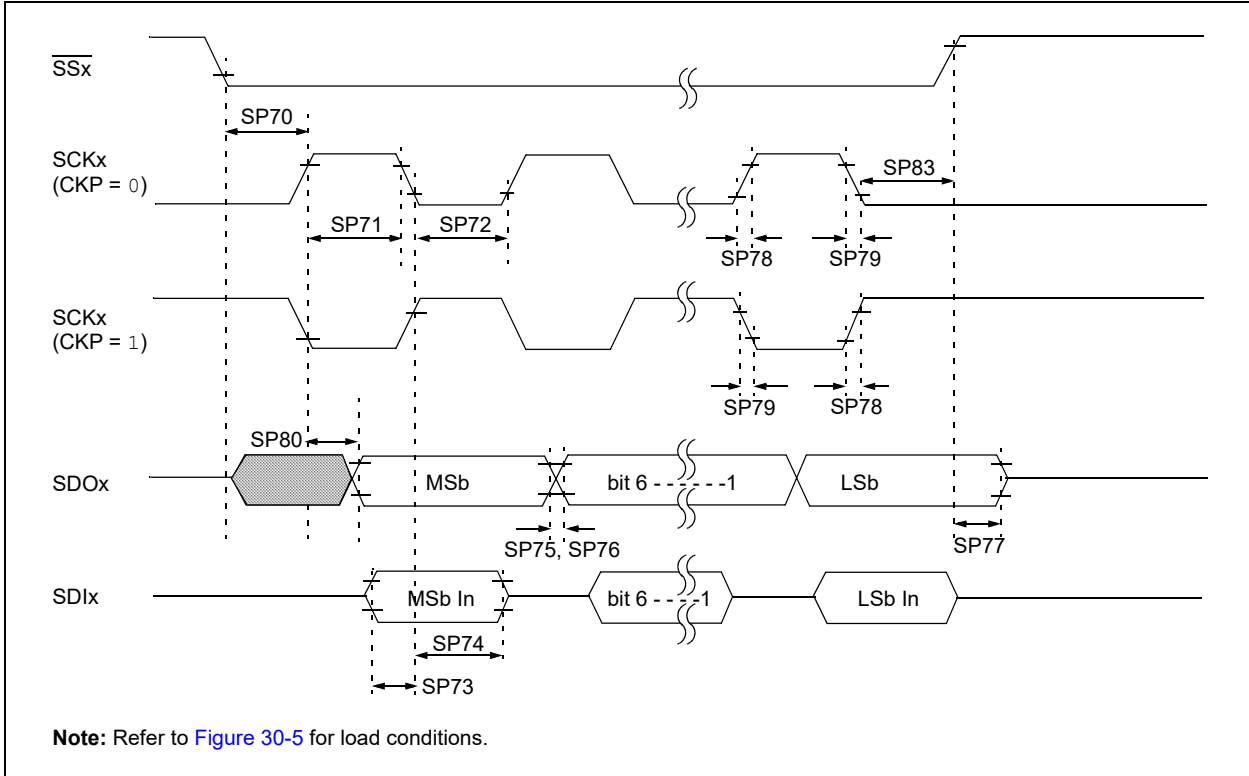 SSx
SP70
SCKx
(CKP = 0)
SP83
SP71
SP72
SP78
SP79
SCKx
(CKP = 1)
SP79
SP78
SP80
SDOx
MSb
bit 6 - - - - - -1
LSb
SP75, SP76
SP77
SDIx
MSb In
bit 6 - - - -1
LSb In
SP74
SP73
Note: Refer to Figure 30-5 for load conditions.